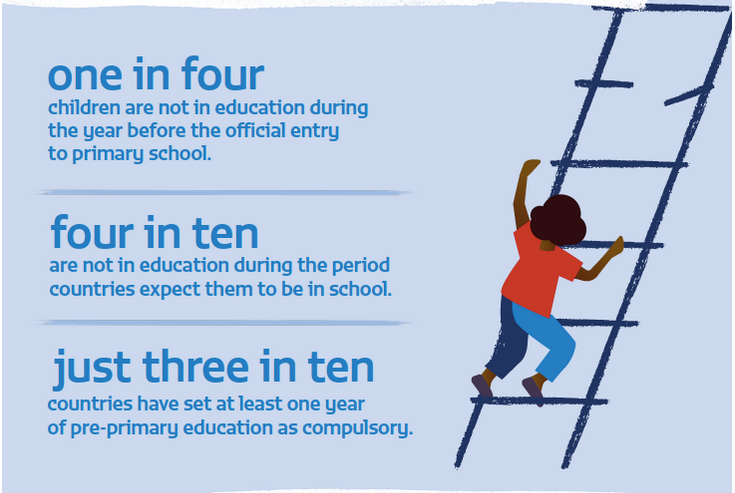 one in four
children are not in education during
the year before the official entry
to primary school.
four in ten
are not in education during the period
countries expect them to be in school.
just three in ten
countries have set at least one year
of pre-primary education as compulsory.